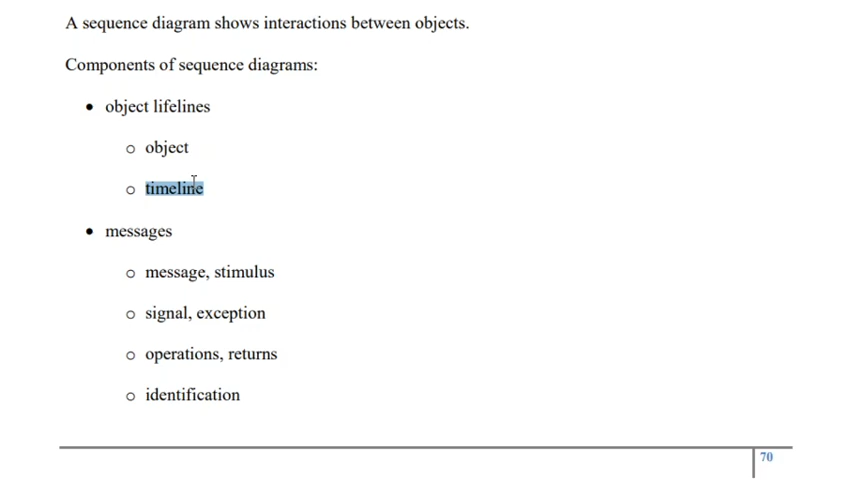 A sequence diagram shows interactions between objects.
Components of sequence diagrams:
• object lifelines
o object
o timeline
• messages
o message, stimulus
o signal, exception
o operations, returns
o identification
70